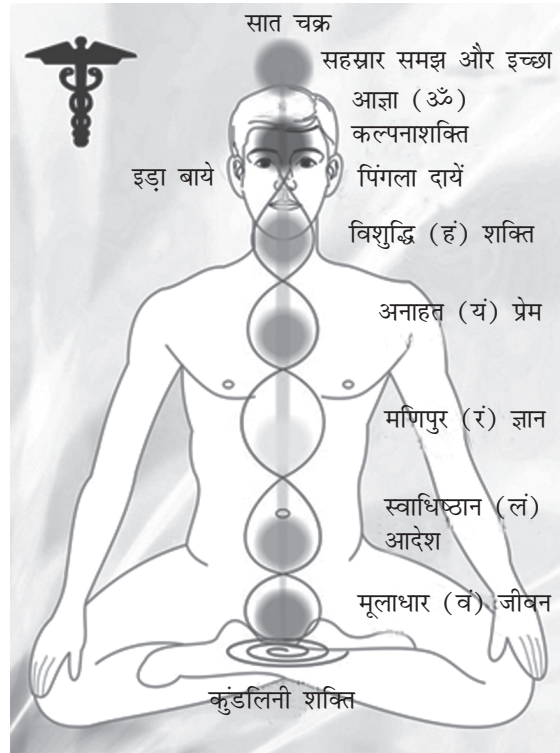 सात चक्र
सहस्रार समझ और इच्छा
आज्ञा (ॐ)
कल्पनाशक्ति
इड़ा बाये
पिंगला दायें
विशुद्धि (हं) शक्ति
अनाहत (यं) प्रेम
मणिपुर (रं) ज्ञान
स्वाधिष्ठान (लं)
आदेश
मूलाधार (वं) जीवन
कुंडलिनी शक्ति